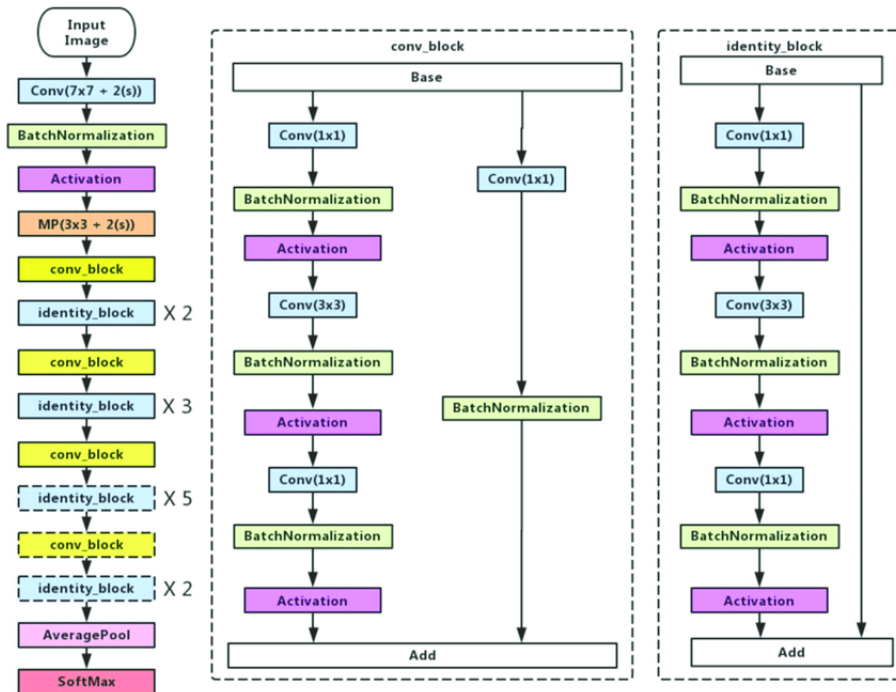 Input
Image
Conv(7x7 + 2(s))
BatchNormalization
Activation
MP(3x3 + 2(s))
conv_block
identity_block X 2
conv_block
identity_block X 3
conv_block
identity_block X 5
conv_block
identity_block X 2
AveragePool
SoftMax
conv_block
Base
Conv(1x1)
BatchNormalization
Activation
Conv(3x3)
BatchNormalization
Activation
Conv(1x1)
BatchNormalization
Activation
Conv(1x1)
BatchNormalization
Add
identity_block
Base
Conv(1x1)
BatchNormalization
Activation
Conv(3x3)
BatchNormalization
Activation
Conv(1x1)
BatchNormalization
Activation
Add